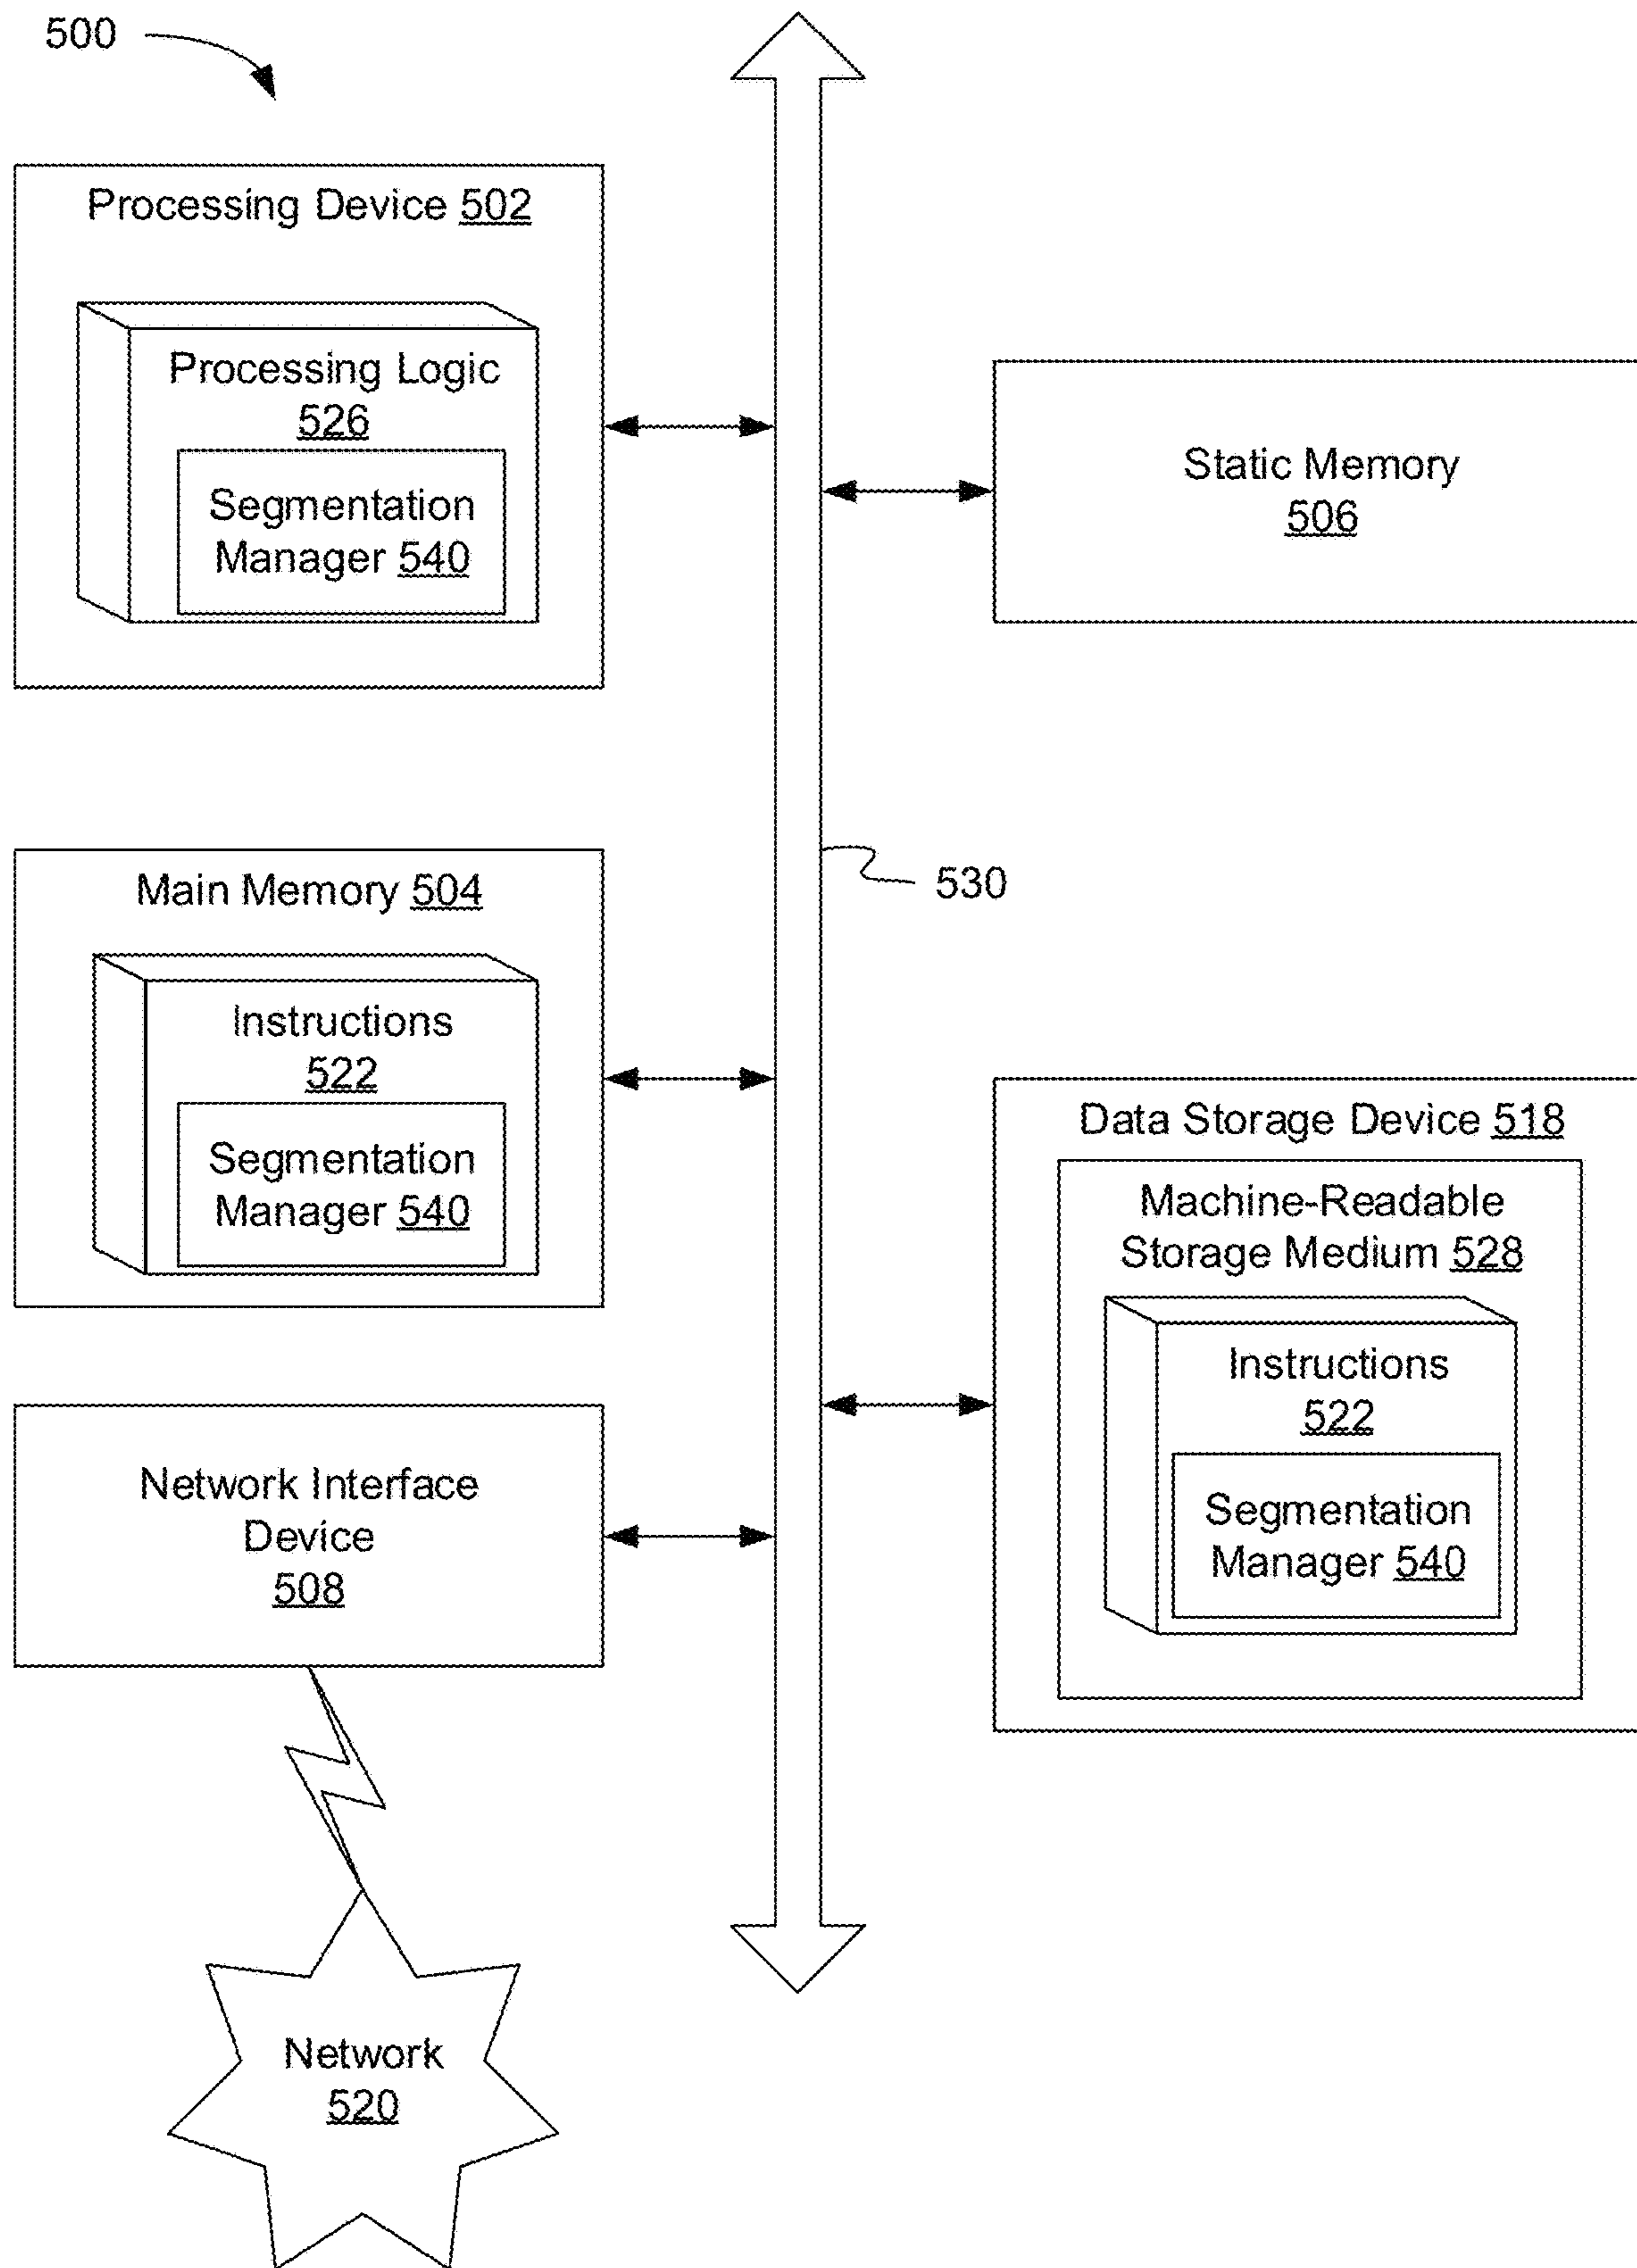 500
Processing Device 502
Processing Logic
526
Segmentation
Manager 540
Static Memory
506
530
Main Memory 504
Instructions
522
Segmentation
Manager 540
Data Storage Device 518
Machine-Readable
Storage Medium 528
Instructions
522
Segmentation
Manager 540
Network Interface
Device
508
Network
520